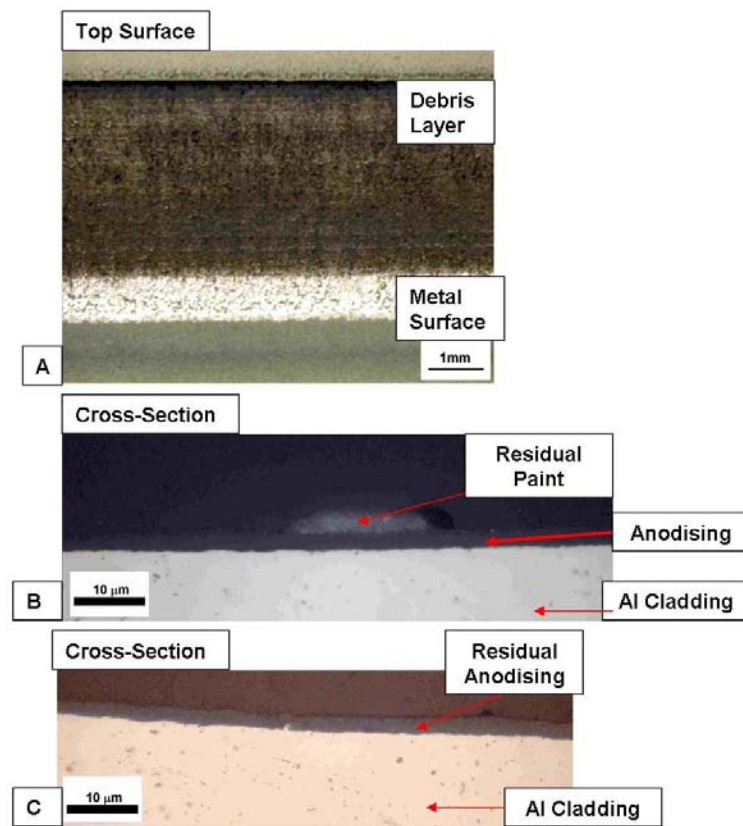 Top Surface
Debris
Layer
Metal
Surface
A
1mm
Cross-Section
Residual
Paint
Anodising
B
10 μm
Al Cladding
Cross-Section
Residual
Anodising
C
10 μm
Al Cladding